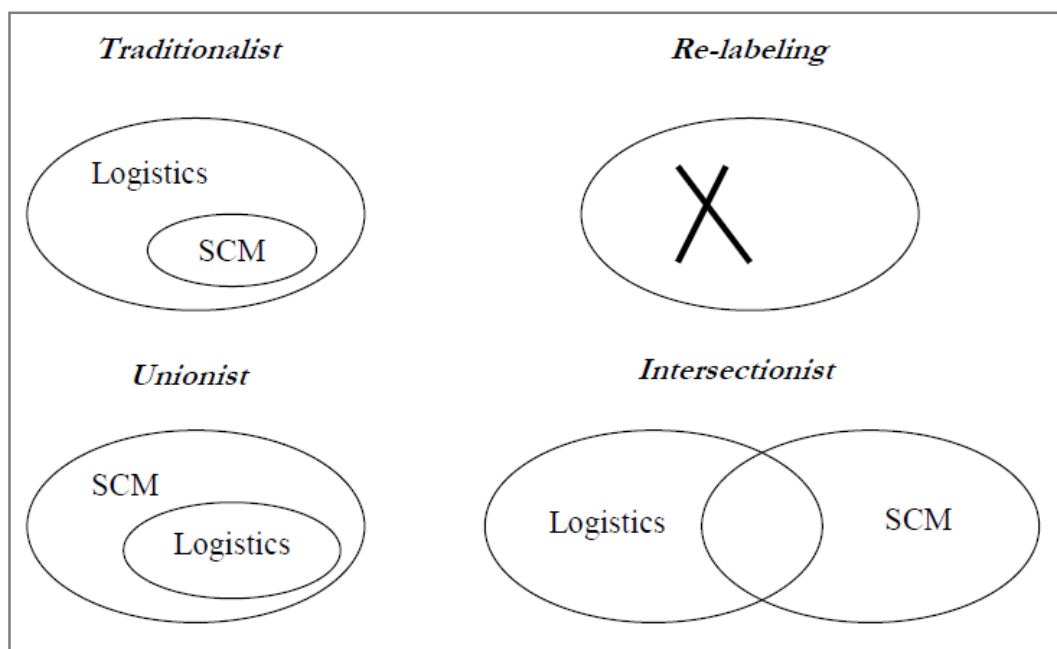 Traditionalist
Re-labeling
Logistics
SCM
Unionist
Intersectionist
SCM
Logistics
Logistics
SCM